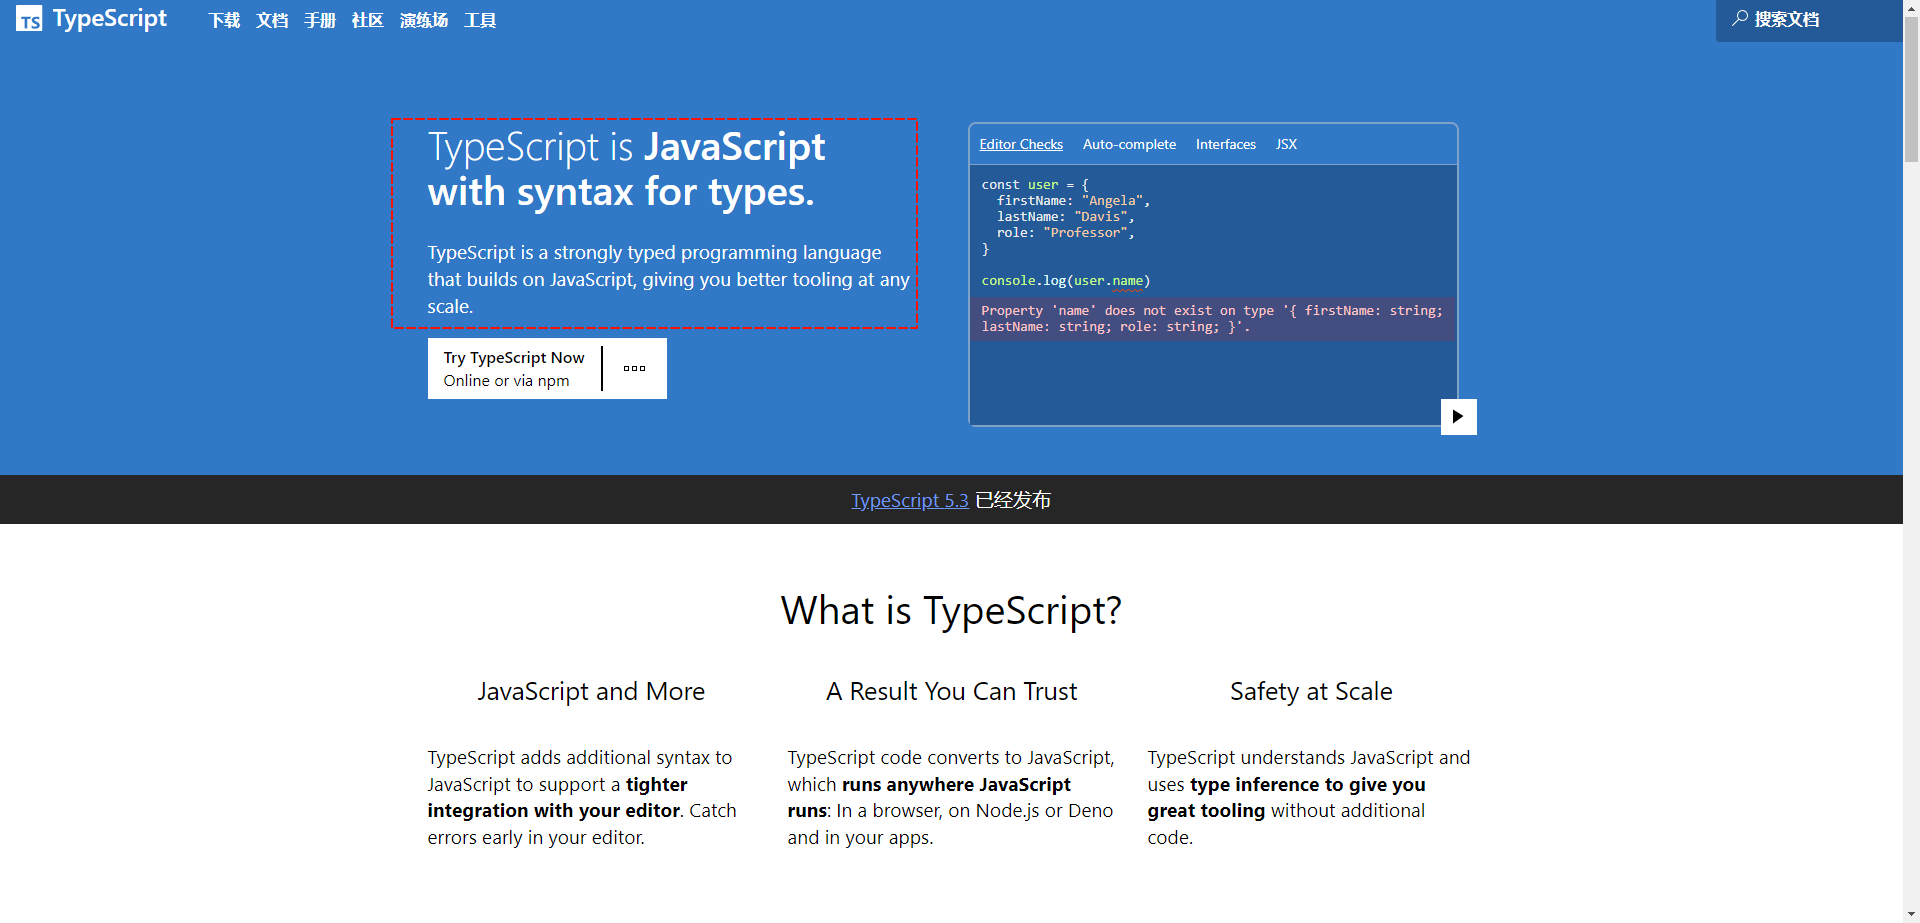 TS TypeScript 下载 文档 手册 社区 演练场 工具 搜索文档
TypeScript is JavaScript
with syntax for types.
TypeScript is a strongly typed programming language
that builds on JavaScript, giving you better tooling at any
scale.
Try TypeScript Now
Online or via npm
Editor Checks Auto-complete Interfaces JSX
const user = {
  firstName: "Angela",
  lastName: "Davis",
  role: "Professor",
}
console.log(user.name)
Property 'name' does not exist on type '{ firstName: string;
lastName: string; role: string; }'.
TypeScript 5.3 已经发布
What is TypeScript?
JavaScript and More
TypeScript adds additional syntax to
JavaScript to support a tighter
integration with your editor. Catch
errors early in your editor.
A Result You Can Trust
TypeScript code converts to JavaScript,
which runs anywhere JavaScript
runs: In a browser, on Node.js or Deno
and in your apps.
Safety at Scale
TypeScript understands JavaScript and
uses type inference to give you
great tooling without additional
code.